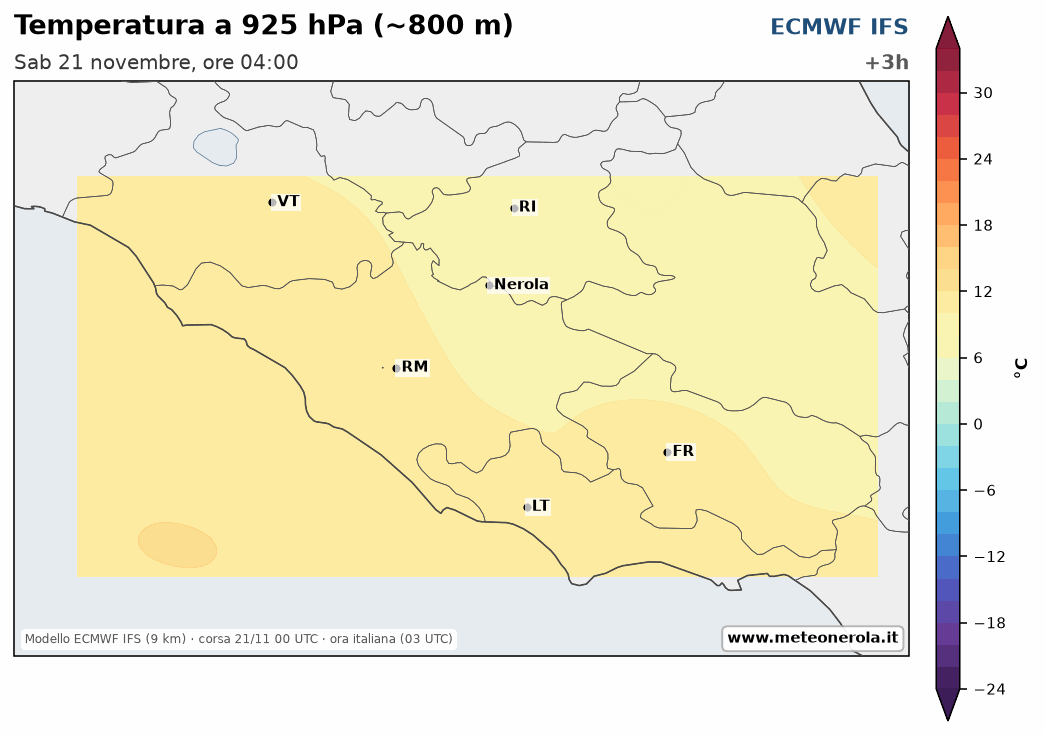 Temperatura a 925 hPa (~800 m)
ECMWF IFS
Sab 21 novembre, ore 04:00
+3h
VT
RI
Nerola
RM
FR
LT
30
24
18
12
6
0
−6
−12
−18
−24
°C
Modello ECMWF IFS (9 km) · corsa 21/11 00 UTC · ora italiana (03 UTC)
www.meteonerola.it